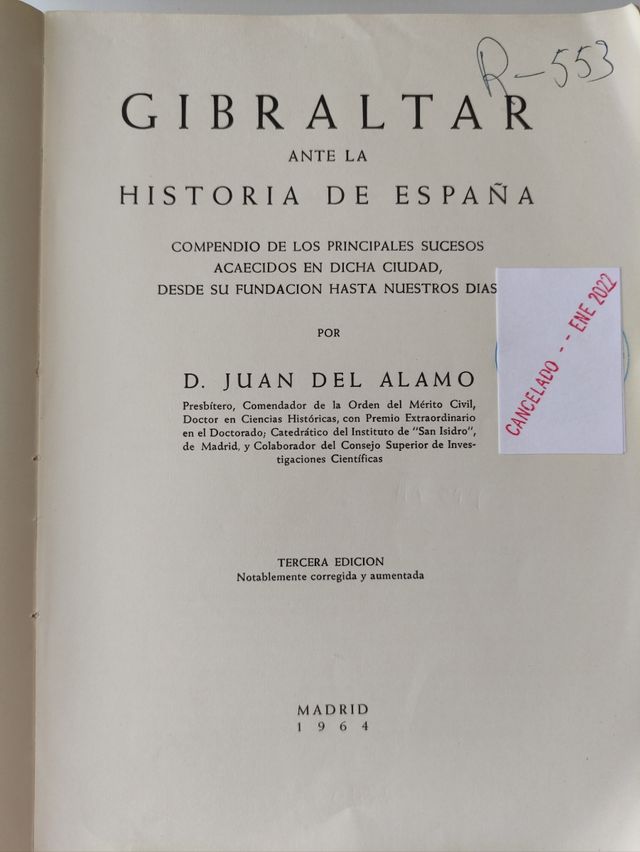 R-553
GIBRALTAR
ANTE LA
HISTORIA DE ESPAÑA
COMPENDIO DE LOS PRINCIPALES SUCESOS
ACAECIDOS EN DICHA CIUDAD,
DESDE SU FUNDACION HASTA NUESTROS DIAS
POR
D. JUAN DEL ALAMO
Presbítero, Comendador de la Orden del Mérito Civil,
Doctor en Ciencias Históricas, con Premio Extraordinario
en el Doctorado; Catedrático del Instituto de "San Isidro",
de Madrid, y Colaborador del Consejo Superior de Inves-
tigaciones Científicas
CANCELADO - - ENE 2022
TERCERA EDICION
Notablemente corregida y aumentada
MADRID
1964